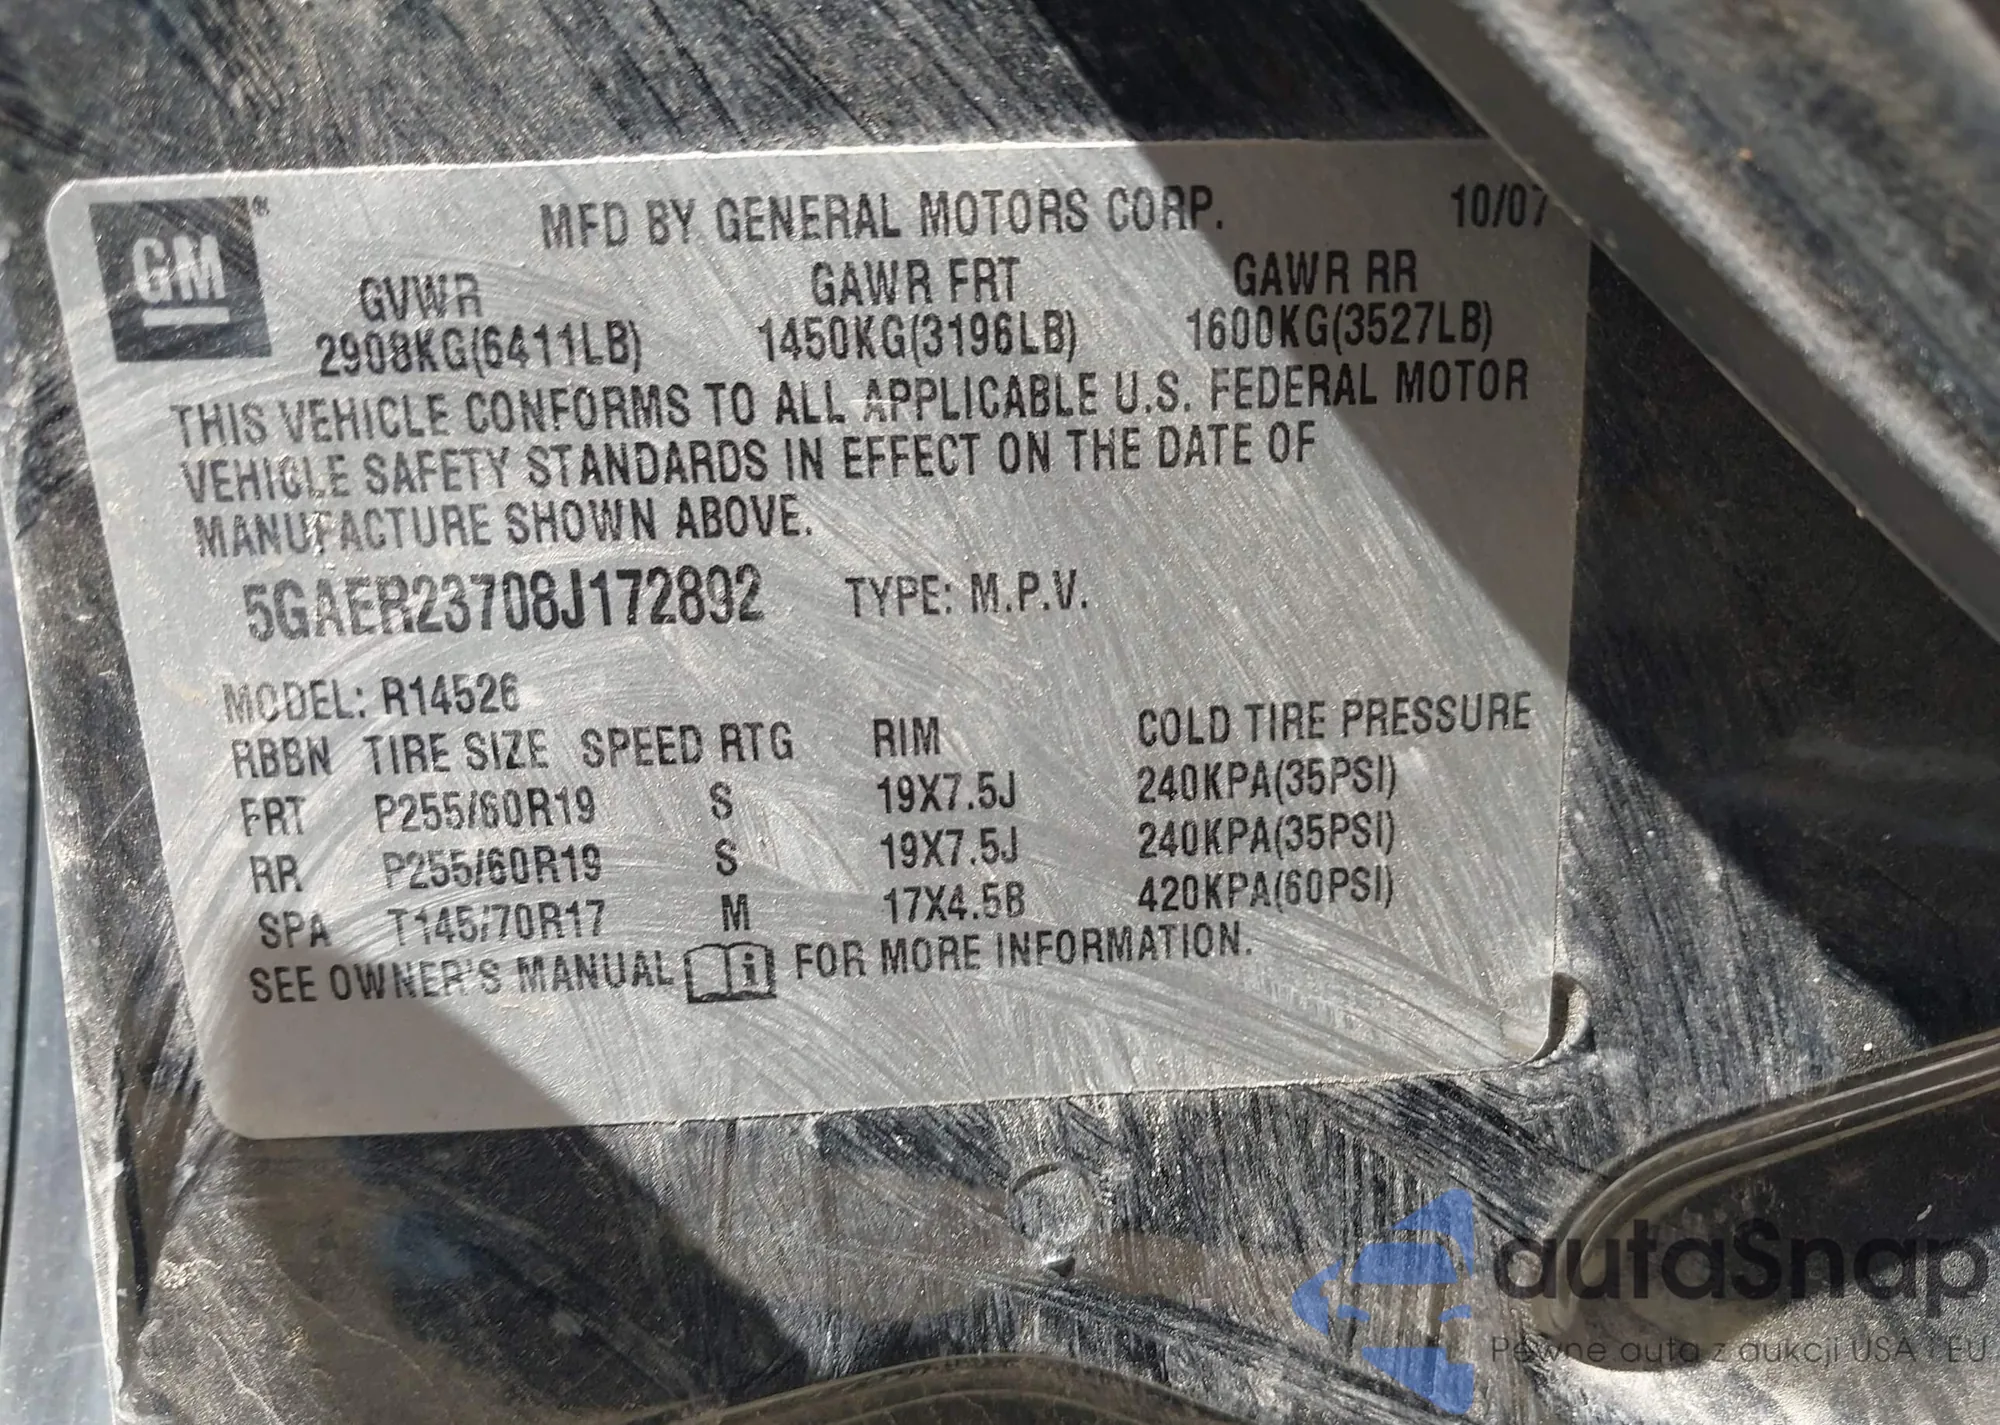 GM®
MFD BY GENERAL MOTORS CORP. 10/07
GVWR GAWR FRT GAWR RR
2908KG(6411LB) 1450KG(3196LB) 1600KG(3527LB)
THIS VEHICLE CONFORMS TO ALL APPLICABLE U.S. FEDERAL MOTOR
VEHICLE SAFETY STANDARDS IN EFFECT ON THE DATE OF
MANUFACTURE SHOWN ABOVE.
5GAER23708J172892 TYPE: M.P.V.
MODEL: R14526
RBBN TIRE SIZE SPEED RTG RIM COLD TIRE PRESSURE
FRT P255/60R19 S 19X7.5J 240KPA(35PSI)
RR P255/60R19 S 19X7.5J 240KPA(35PSI)
SPA T145/70R17 M 17X4.5B 420KPA(60PSI)
SEE OWNER'S MANUAL i FOR MORE INFORMATION.
autaSnap
Pewne auta z aukcji USA i EU